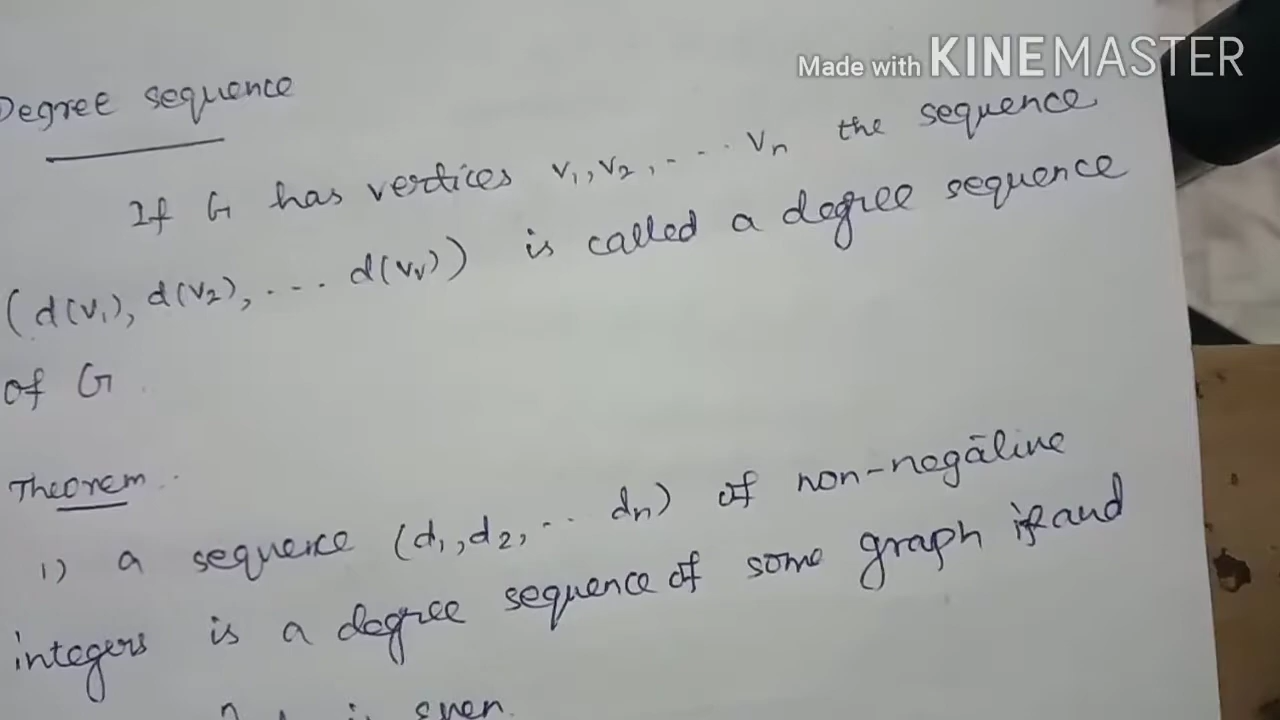 Made with KINEMASTER
Degree sequence
If G has vertices v1, v2, ... vn the sequence
(d(v1), d(v2), ... d(vv)) is called a degree sequence
of G.
Theorem.
1) a sequence (d1, d2, ... dn) of non-negative
integers is a degree sequence of some graph if and
is even.